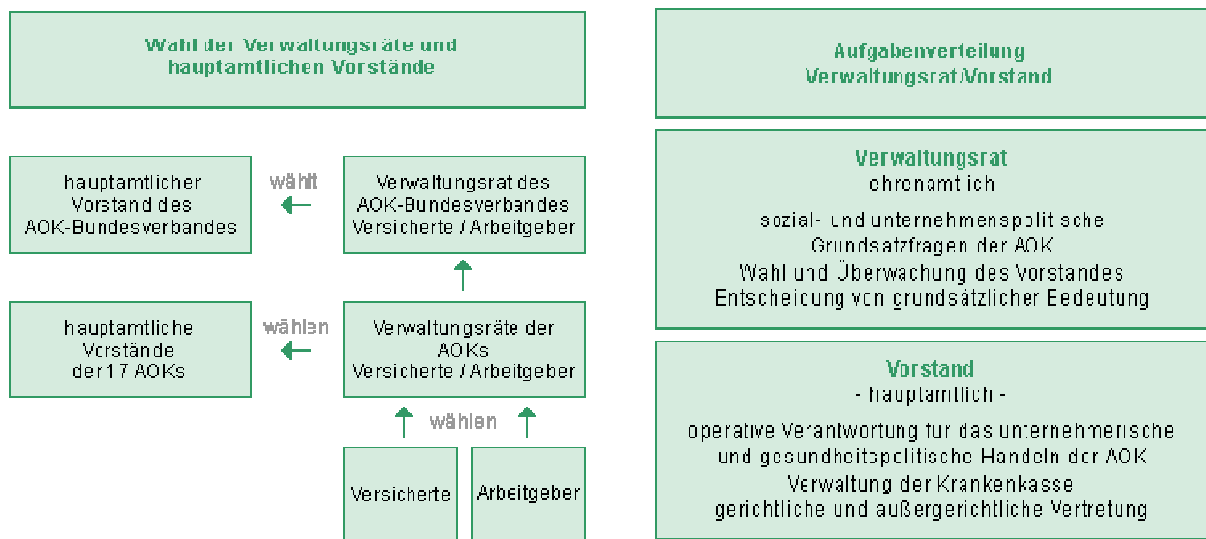 Wahl der Verwaltungsräte und
hauptamtlichen Vorstände
hauptamtlicher
Vorstand des
AOK-Bundesverbandes
wählt
Verwaltungsrat des
AOK-Bundesverbandes
Versicherte / Arbeitgeber
hauptamtliche
Vorstände
der 17 AOKs
wählen
Verwaltungsräte der
AOKs
Versicherte / Arbeitgeber
wählen
Versicherte
Arbeitgeber
Aufgabenverteilung
Verwaltungsrat/Vorstand
Verwaltungsrat
ehrenamtlich
sozial- und unternehmenspolitische
Grundsatzfragen der AOK
Wahl und Überwachung des Vorstandes
Entscheidung von grundsätzlicher Bedeutung
Vorstand
- hauptamtlich -
operative Verantwortung für das unternehmerische
und gesundheitspolitische Handeln der AOK
Verwaltung der Krankenkasse
gerichtliche und außergerichtliche Vertretung